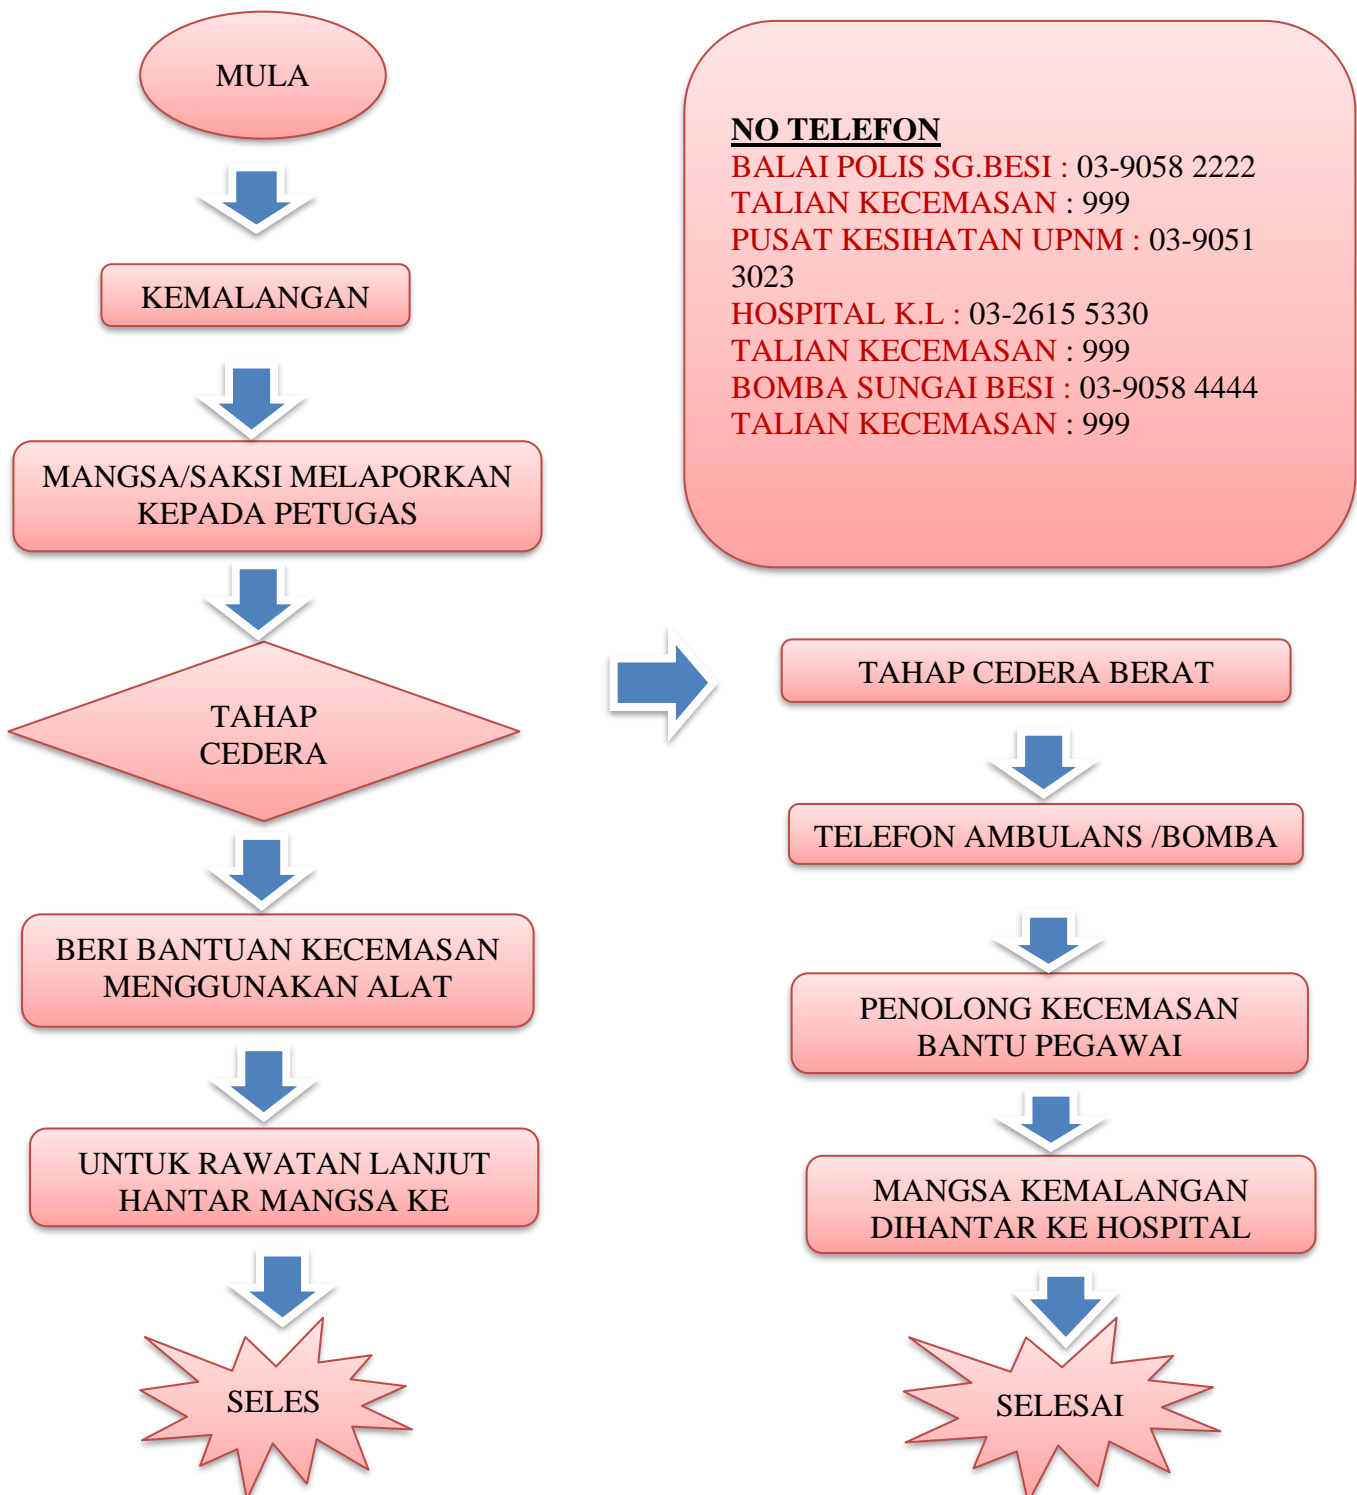 MULA
KEMALANGAN
MANGSA/SAKSI MELAPORKAN
KEPADA PETUGAS
TAHAP
CEDERA
BERI BANTUAN KECEMASAN
MENGGUNAKAN ALAT
UNTUK RAWATAN LANJUT
HANTAR MANGSA KE
SELES
NO TELEFON
BALAI POLIS SG.BESI : 03-9058 2222
TALIAN KECEMASAN : 999
PUSAT KESIHATAN UPNM : 03-9051
3023
HOSPITAL K.L : 03-2615 5330
TALIAN KECEMASAN : 999
BOMBA SUNGAI BESI : 03-9058 4444
TALIAN KECEMASAN : 999
TAHAP CEDERA BERAT
TELEFON AMBULANS /BOMBA
PENOLONG KECEMASAN
BANTU PEGAWAI
MANGSA KEMALANGAN
DIHANTAR KE HOSPITAL
SELESAI